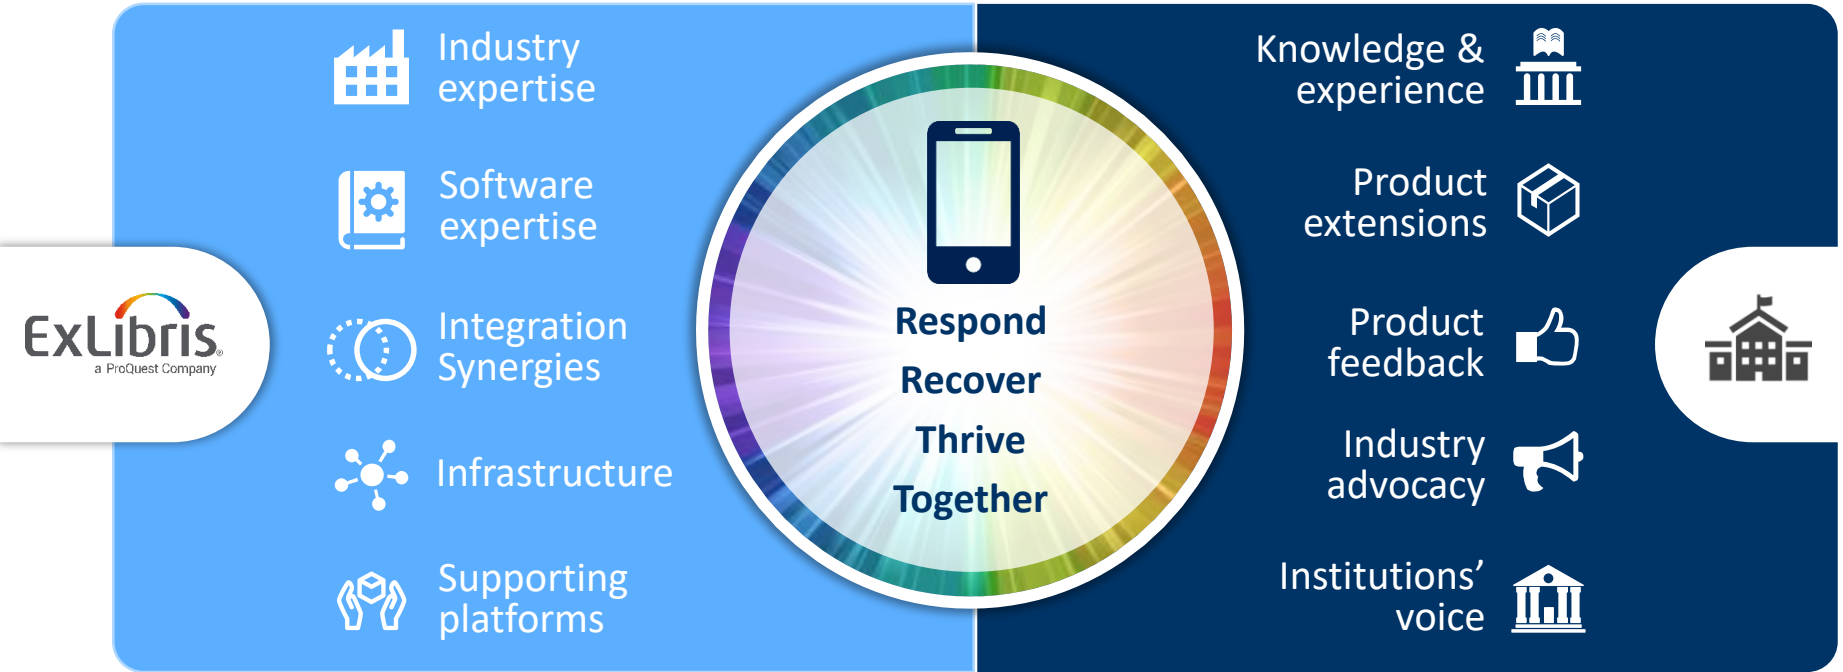 ExLibris®
a ProQuest Company
Industry
expertise
Software
expertise
Integration
Synergies
Infrastructure
Supporting
platforms
Respond
Recover
Thrive
Together
Knowledge &
experience
Product
extensions
Product
feedback
Industry
advocacy
Institutions’
voice